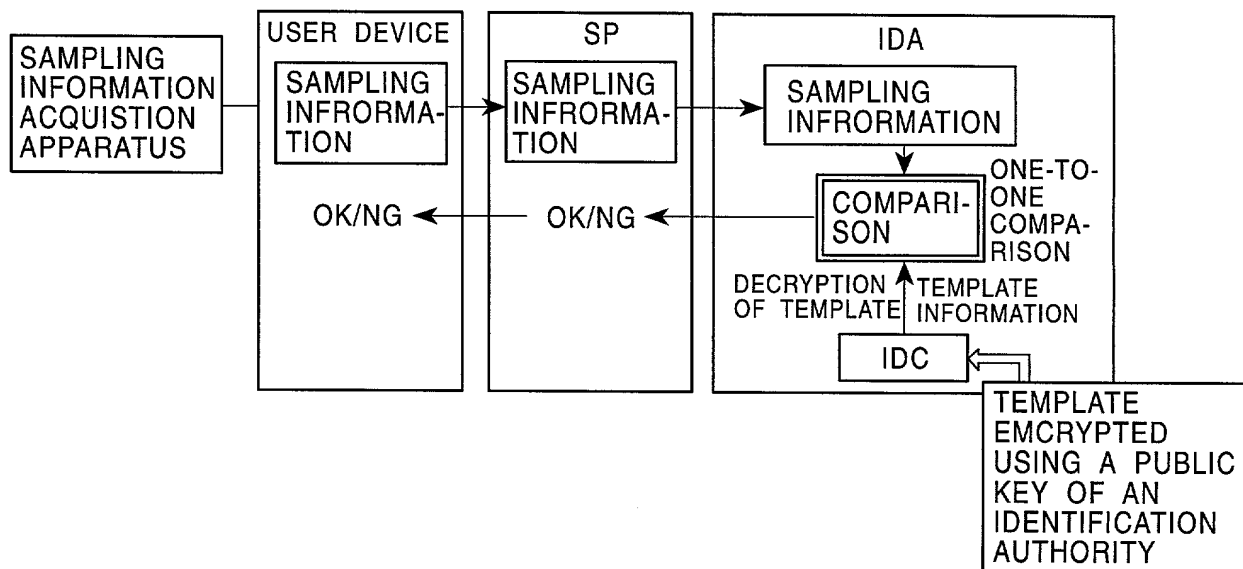 USER DEVICE
SP
IDA
SAMPLING
INFORMATION
ACQUISTION
APPARATUS
SAMPLING
INFRORMA-
TION
SAMPLING
INFRORMA-
TION
SAMPLING
INFRORMATION
OK/NG
OK/NG
COMPARI-
SON
ONE-TO-
ONE
COMPA-
RISON
DECRYPTION
OF TEMPLATE
TEMPLATE
INFORMATION
IDC
TEMPLATE
EMCRYPTED
USING A PUBLIC
KEY OF AN
IDENTIFICATION
AUTHORITY